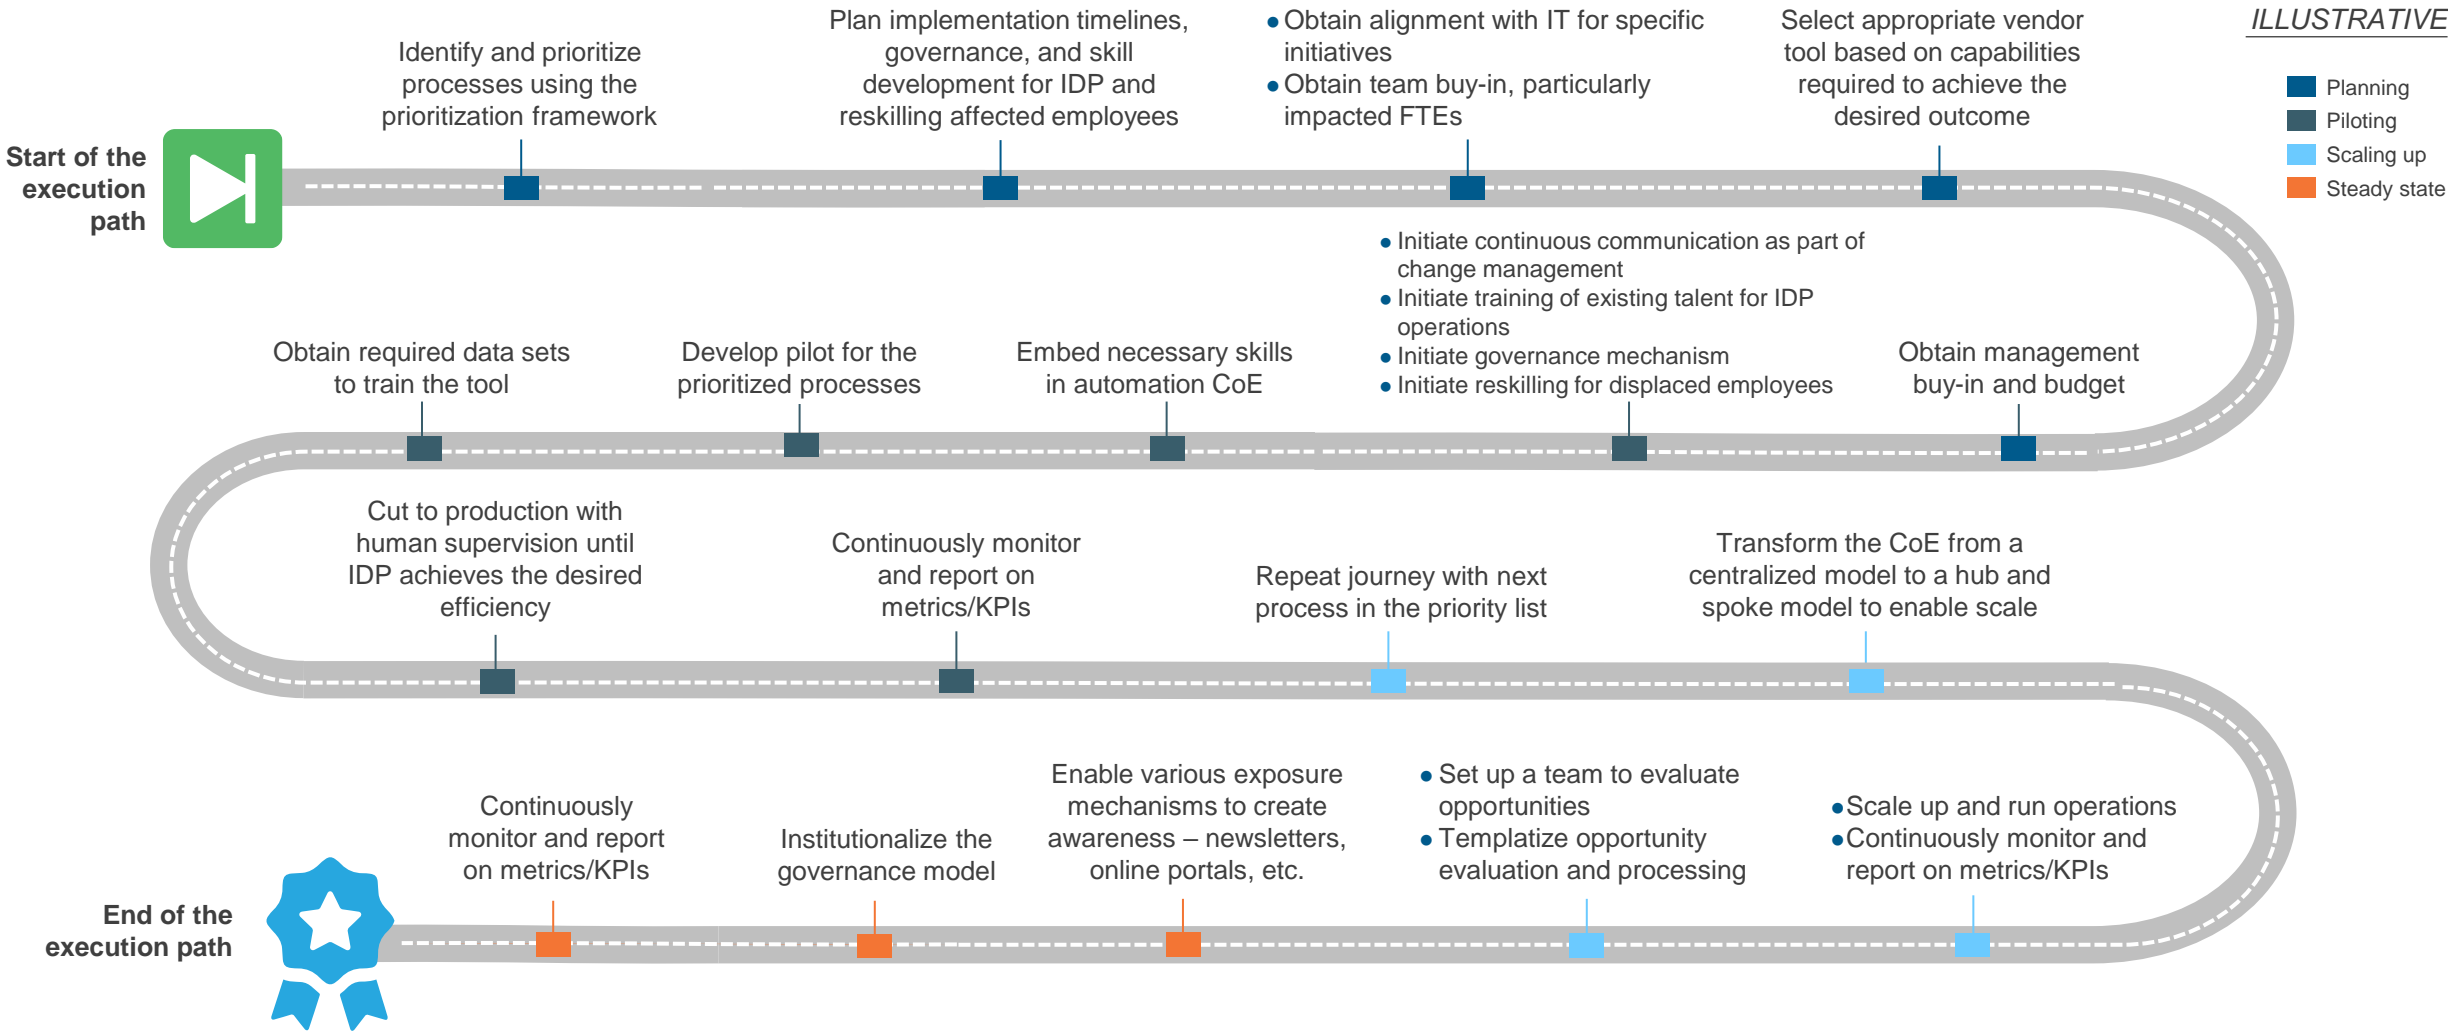 ILLUSTRATIVE
Planning
Piloting
Scaling up
Steady state
Start of the
execution
path
Identify and prioritize
processes using the
prioritization framework
Plan implementation timelines,
governance, and skill
development for IDP and
reskilling affected employees
● Obtain alignment with IT for specific
initiatives
● Obtain team buy-in, particularly
impacted FTEs
Select appropriate vendor
tool based on capabilities
required to achieve the
desired outcome
Obtain management
buy-in and budget
● Initiate continuous communication as part of
change management
● Initiate training of existing talent for IDP
operations
● Initiate governance mechanism
● Initiate reskilling for displaced employees
Embed necessary skills
in automation CoE
Develop pilot for the
prioritized processes
Obtain required data sets
to train the tool
Cut to production with
human supervision until
IDP achieves the desired
efficiency
Continuously monitor
and report on
metrics/KPIs
Repeat journey with next
process in the priority list
Transform the CoE from a
centralized model to a hub and
spoke model to enable scale
● Scale up and run operations
● Continuously monitor and
report on metrics/KPIs
● Set up a team to evaluate
opportunities
● Templatize opportunity
evaluation and processing
Enable various exposure
mechanisms to create
awareness – newsletters,
online portals, etc.
Institutionalize the
governance model
Continuously
monitor and report
on metrics/KPIs
End of the
execution path